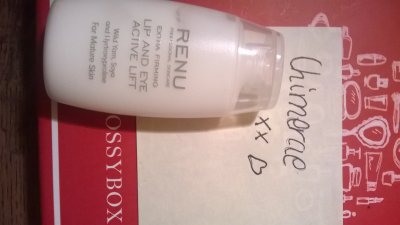 RENU
EXTRA FIRMING
LIP AND EYE
ACTIVE LIFT
Wild Yam, Soya
and Hydroxyproline
For Mature Skin
Chimerae
xx
OSSYBOX